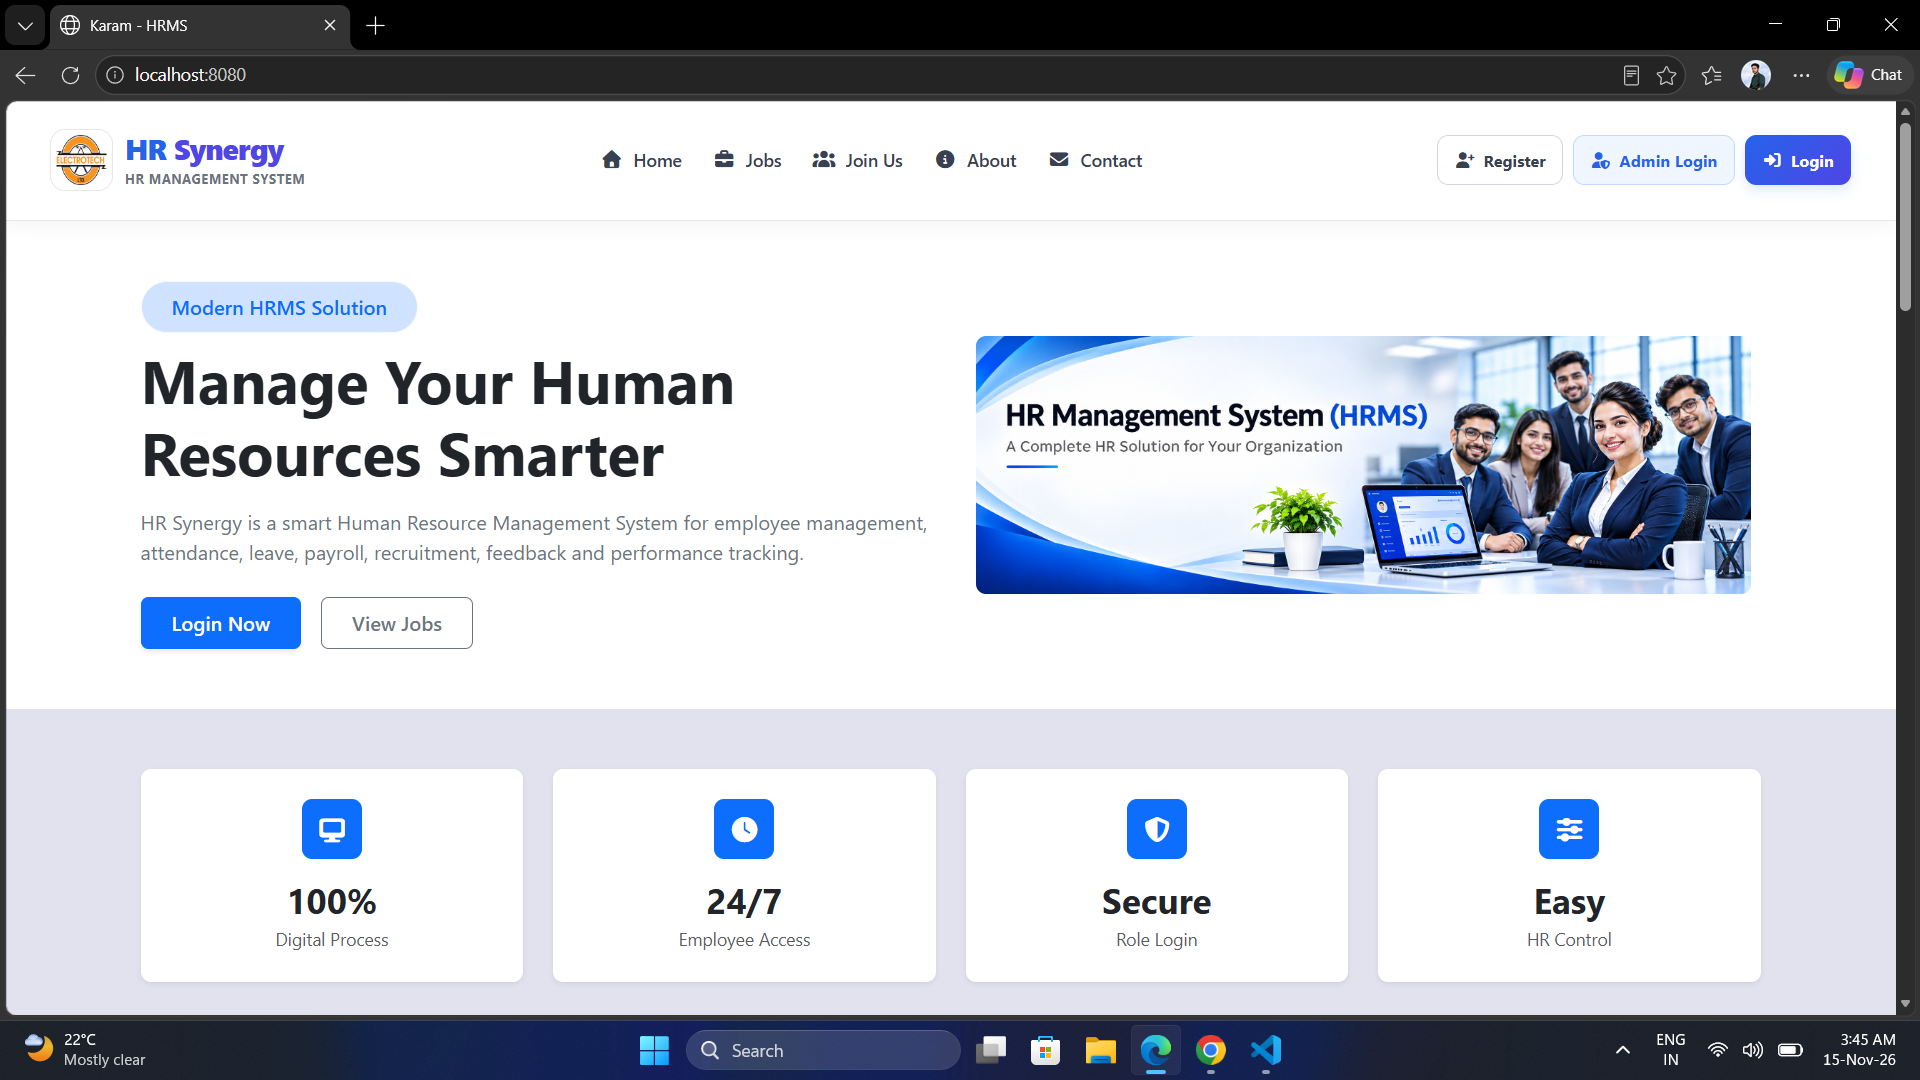 Karam - HRMS
localhost:8080
Chat
ELECTROTECH
LTD
HR Synergy
HR MANAGEMENT SYSTEM
Home
Jobs
Join Us
About
Contact
Register
Admin Login
Login
Modern HRMS Solution
Manage Your Human
Resources Smarter
HR Synergy is a smart Human Resource Management System for employee management,
attendance, leave, payroll, recruitment, feedback and performance tracking.
Login Now
View Jobs
HR Management System (HRMS)
A Complete HR Solution for Your Organization
100%
Digital Process
24/7
Employee Access
Secure
Role Login
Easy
HR Control
22°C
Mostly clear
Search
ENG
IN
3:45 AM
15-Nov-26